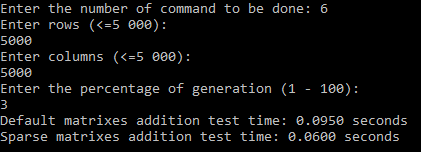 Enter the number of command to be done: 6
Enter rows (<=5 000):
5000
Enter columns (<=5 000):
5000
Enter the percentage of generation (1 - 100):
3
Default matrixes addition test time: 0.0950 seconds
Sparse matrixes addition test time: 0.0600 seconds